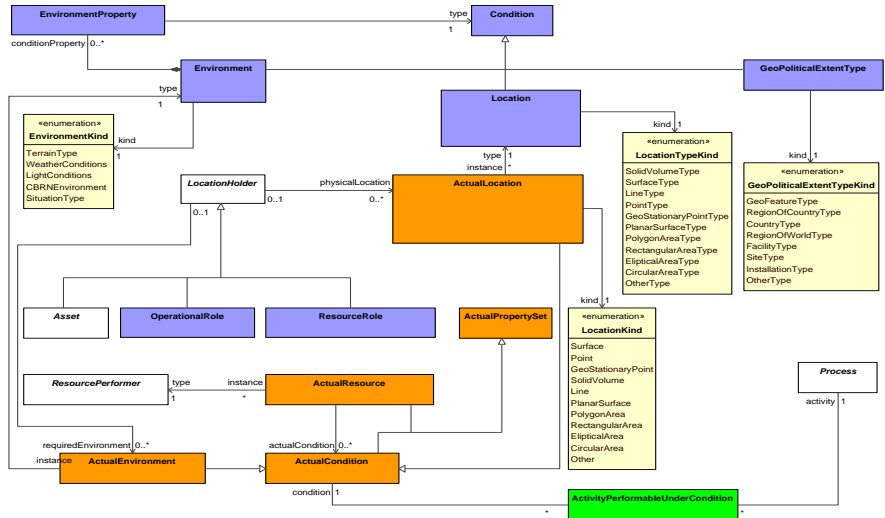 EnvironmentProperty
type
1
Condition
conditionProperty
0..*
Environment
GeoPoliticalExtentType
type
1
Location
«enumeration»
EnvironmentKind
TerrainType
WeatherConditions
LightConditions
CBRNEnvironment
SituationType
kind
1
kind
1
«enumeration»
LocationTypeKind
SolidVolumeType
SurfaceType
LineType
PointType
GeoStationaryPointType
PlanarSurfaceType
PolygonAreaType
RectangularAreaType
ElipticalAreaType
CircularAreaType
OtherType
kind
1
«enumeration»
GeoPoliticalExtentTypeKind
GeoFeatureType
RegionOfCountryType
CountryType
RegionOfWorldType
FacilityType
SiteType
InstallationType
OtherType
type
1
instance
*
LocationHolder
0..1
0..1
physicalLocation
0..*
ActualLocation
kind
1
«enumeration»
LocationKind
Surface
Point
GeoStationaryPoint
SolidVolume
Line
PlanarSurface
PolygonArea
RectangularArea
ElipticalArea
CircularArea
Other
Asset
OperationalRole
ResourceRole
ActualPropertySet
ResourcePerformer
type
1
instance
*
ActualResource
Process
activity
1
requiredEnvironment
0..*
actualCondition
0..*
instance
ActualEnvironment
ActualCondition
condition
1
*
ActivityPerformableUnderCondition
*